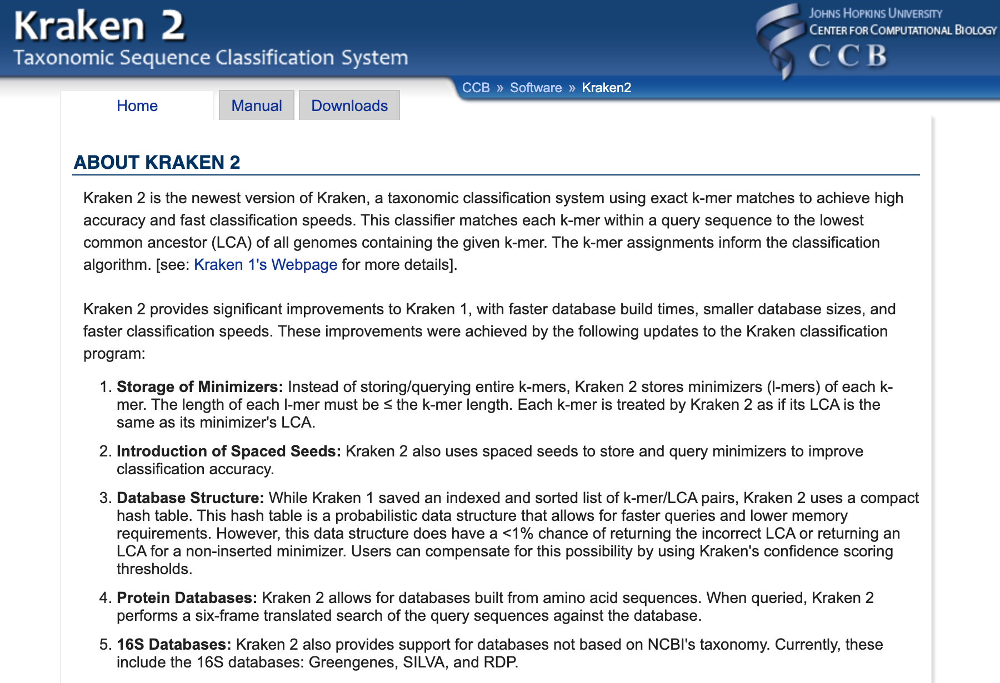 Kraken 2
Taxonomic Sequence Classification System
JOHNS HOPKINS UNIVERSITY
CENTER FOR COMPUTATIONAL BIOLOGY
CCB
CCB » Software » Kraken2
Home
Manual
Downloads
ABOUT KRAKEN 2
Kraken 2 is the newest version of Kraken, a taxonomic classification system using exact k-mer matches to achieve high
accuracy and fast classification speeds. This classifier matches each k-mer within a query sequence to the lowest
common ancestor (LCA) of all genomes containing the given k-mer. The k-mer assignments inform the classification
algorithm. [see: Kraken 1's Webpage for more details].
Kraken 2 provides significant improvements to Kraken 1, with faster database build times, smaller database sizes, and
faster classification speeds. These improvements were achieved by the following updates to the Kraken classification
program:
1. Storage of Minimizers: Instead of storing/querying entire k-mers, Kraken 2 stores minimizers (l-mers) of each k-
mer. The length of each l-mer must be ≤ the k-mer length. Each k-mer is treated by Kraken 2 as if its LCA is the
same as its minimizer's LCA.
2. Introduction of Spaced Seeds: Kraken 2 also uses spaced seeds to store and query minimizers to improve
classification accuracy.
3. Database Structure: While Kraken 1 saved an indexed and sorted list of k-mer/LCA pairs, Kraken 2 uses a compact
hash table. This hash table is a probabilistic data structure that allows for faster queries and lower memory
requirements. However, this data structure does have a <1% chance of returning the incorrect LCA or returning an
LCA for a non-inserted minimizer. Users can compensate for this possibility by using Kraken's confidence scoring
thresholds.
4. Protein Databases: Kraken 2 allows for databases built from amino acid sequences. When queried, Kraken 2
performs a six-frame translated search of the query sequences against the database.
5. 16S Databases: Kraken 2 also provides support for databases not based on NCBI's taxonomy. Currently, these
include the 16S databases: Greengenes, SILVA, and RDP.